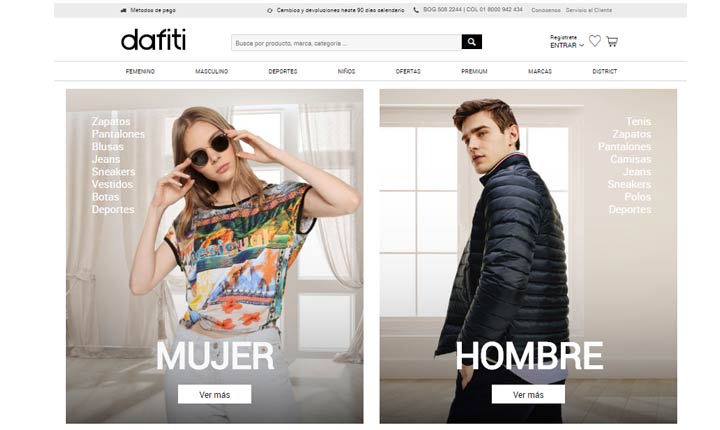 Métodos de pago
Cambios y devoluciones hasta 90 días calendario
BOG 508 2244 | COL 01 8000 942 434
Conócenos
Servicio al Cliente
dafiti
Busca por producto, marca, categoría ...
Regístrete
ENTRAR
FEMENINO
MASCULINO
DEPORTES
NIÑOS
OFERTAS
PREMIUM
MARCAS
DISTRICT
Zapatos
Pantalones
Blusas
Jeans
Sneakers
Vestidos
Botas
Deportes
MUJER
Ver más
Tenis
Zapatos
Pantalones
Camisas
Jeans
Sneakers
Polos
Deportes
HOMBRE
Ver más